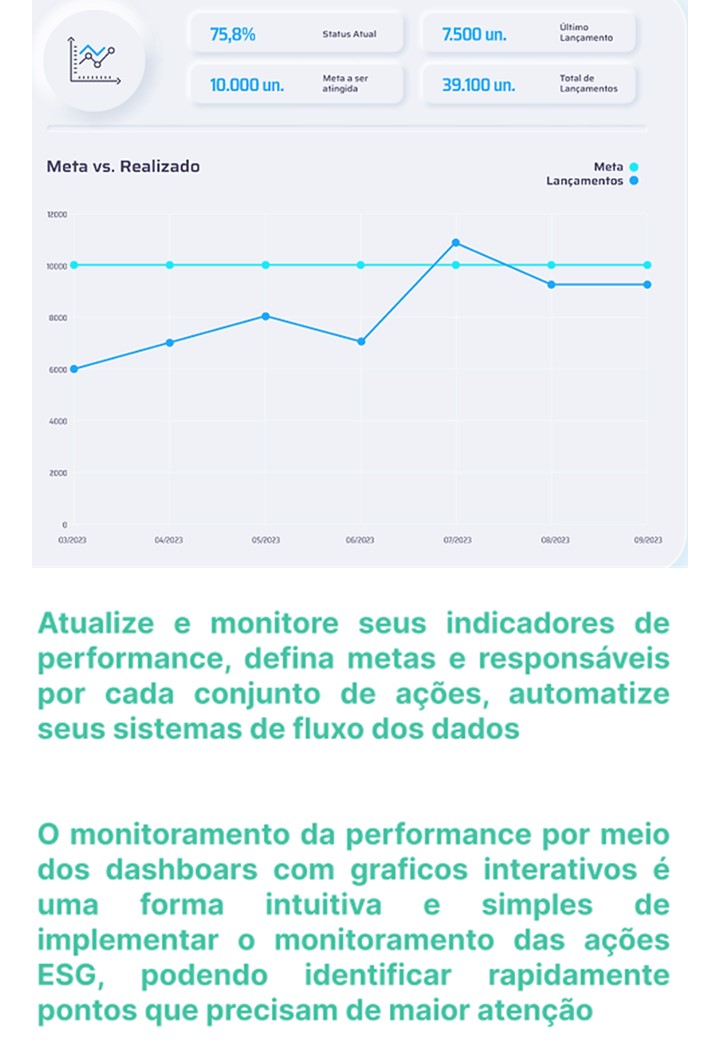 75,8%
Status Atual
7.500 un.
Último
Lançamento
10.000 un.
Meta a ser
atingida
39.100 un.
Total de
Lançamentos
Meta vs. Realizado
Meta
Lançamentos
12000
10000
8000
6000
4000
2000
0
03/2023
04/2023
05/2023
06/2023
07/2023
08/2023
09/2023
Atualize e monitore seus indicadores de
performance, defina metas e responsáveis
por cada conjunto de ações, automatize
seus sistemas de fluxo dos dados
O monitoramento da performance por meio
dos dashboars com graficos interativos é
uma forma intuitiva e simples de
implementar o monitoramento das ações
ESG, podendo identificar rapidamente
pontos que precisam de maior atenção